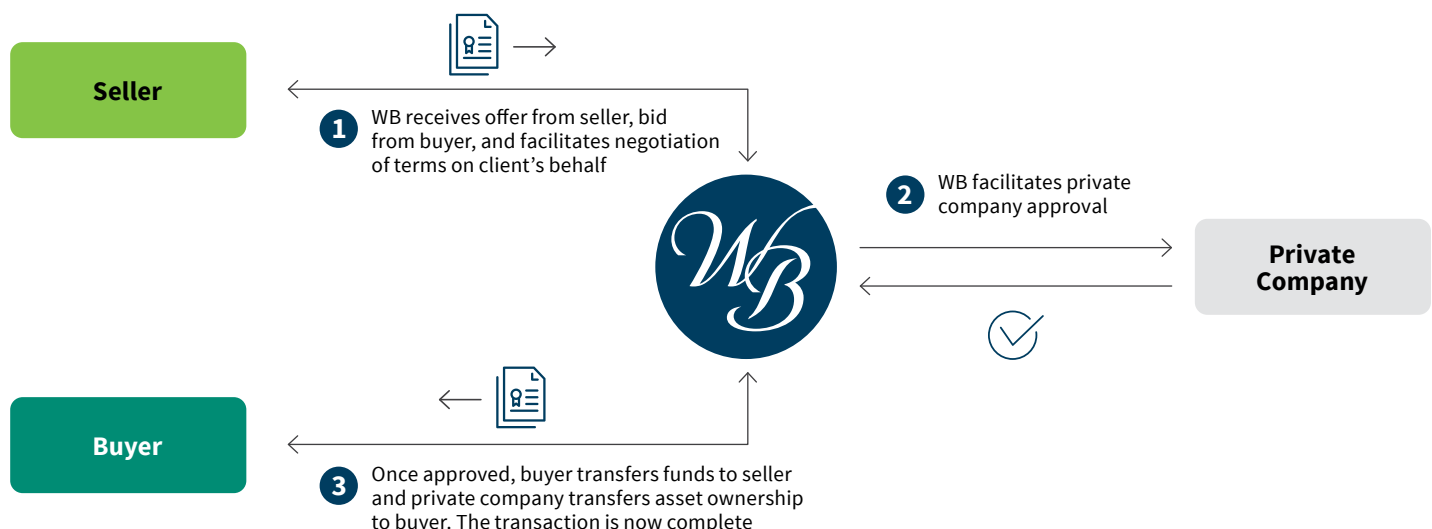 Seller
1
WB receives offer from seller, bid
from buyer, and facilitates negotiation
of terms on client’s behalf
2
WB facilitates private
company approval
WB
Private
Company
Buyer
3
Once approved, buyer transfers funds to seller
and private company transfers asset ownership
to buyer. The transaction is now complete